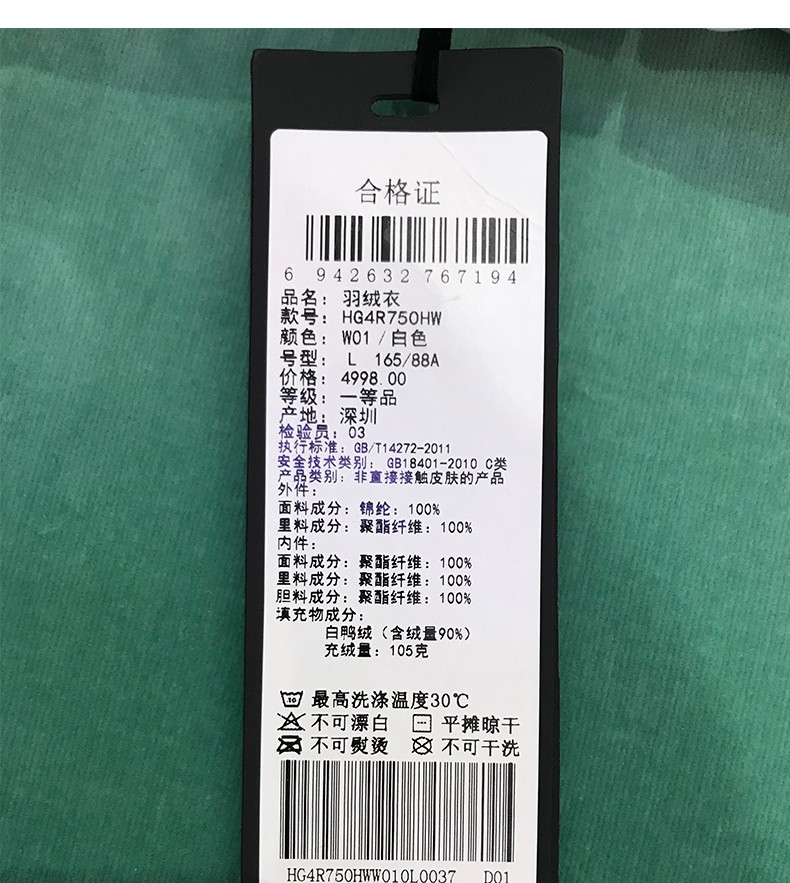 合格证
6 942632 767194
品名：羽绒衣
款号：HG4R750HW
颜色：W01/白色
号型： L 165/88A
价格：4998.00
等级：一等品
产地：深圳
检验员：03
执行标准：GB/T14272-2011
安全技术类别：GB18401-2010 C类
产品类别：非直接接触皮肤的产品
外件：
面料成分：锦纶：100%
里料成分：聚酯纤维：100%
内件：
面料成分：聚酯纤维：100%
里料成分：聚酯纤维：100%
胆料成分：聚酯纤维：100%
填充物成分：
白鸭绒（含绒量90%）
充绒量：105克
最高洗涤温度30℃
不可漂白 平摊晾干
不可熨烫 不可干洗
HG4R750HWW010L0037 D01